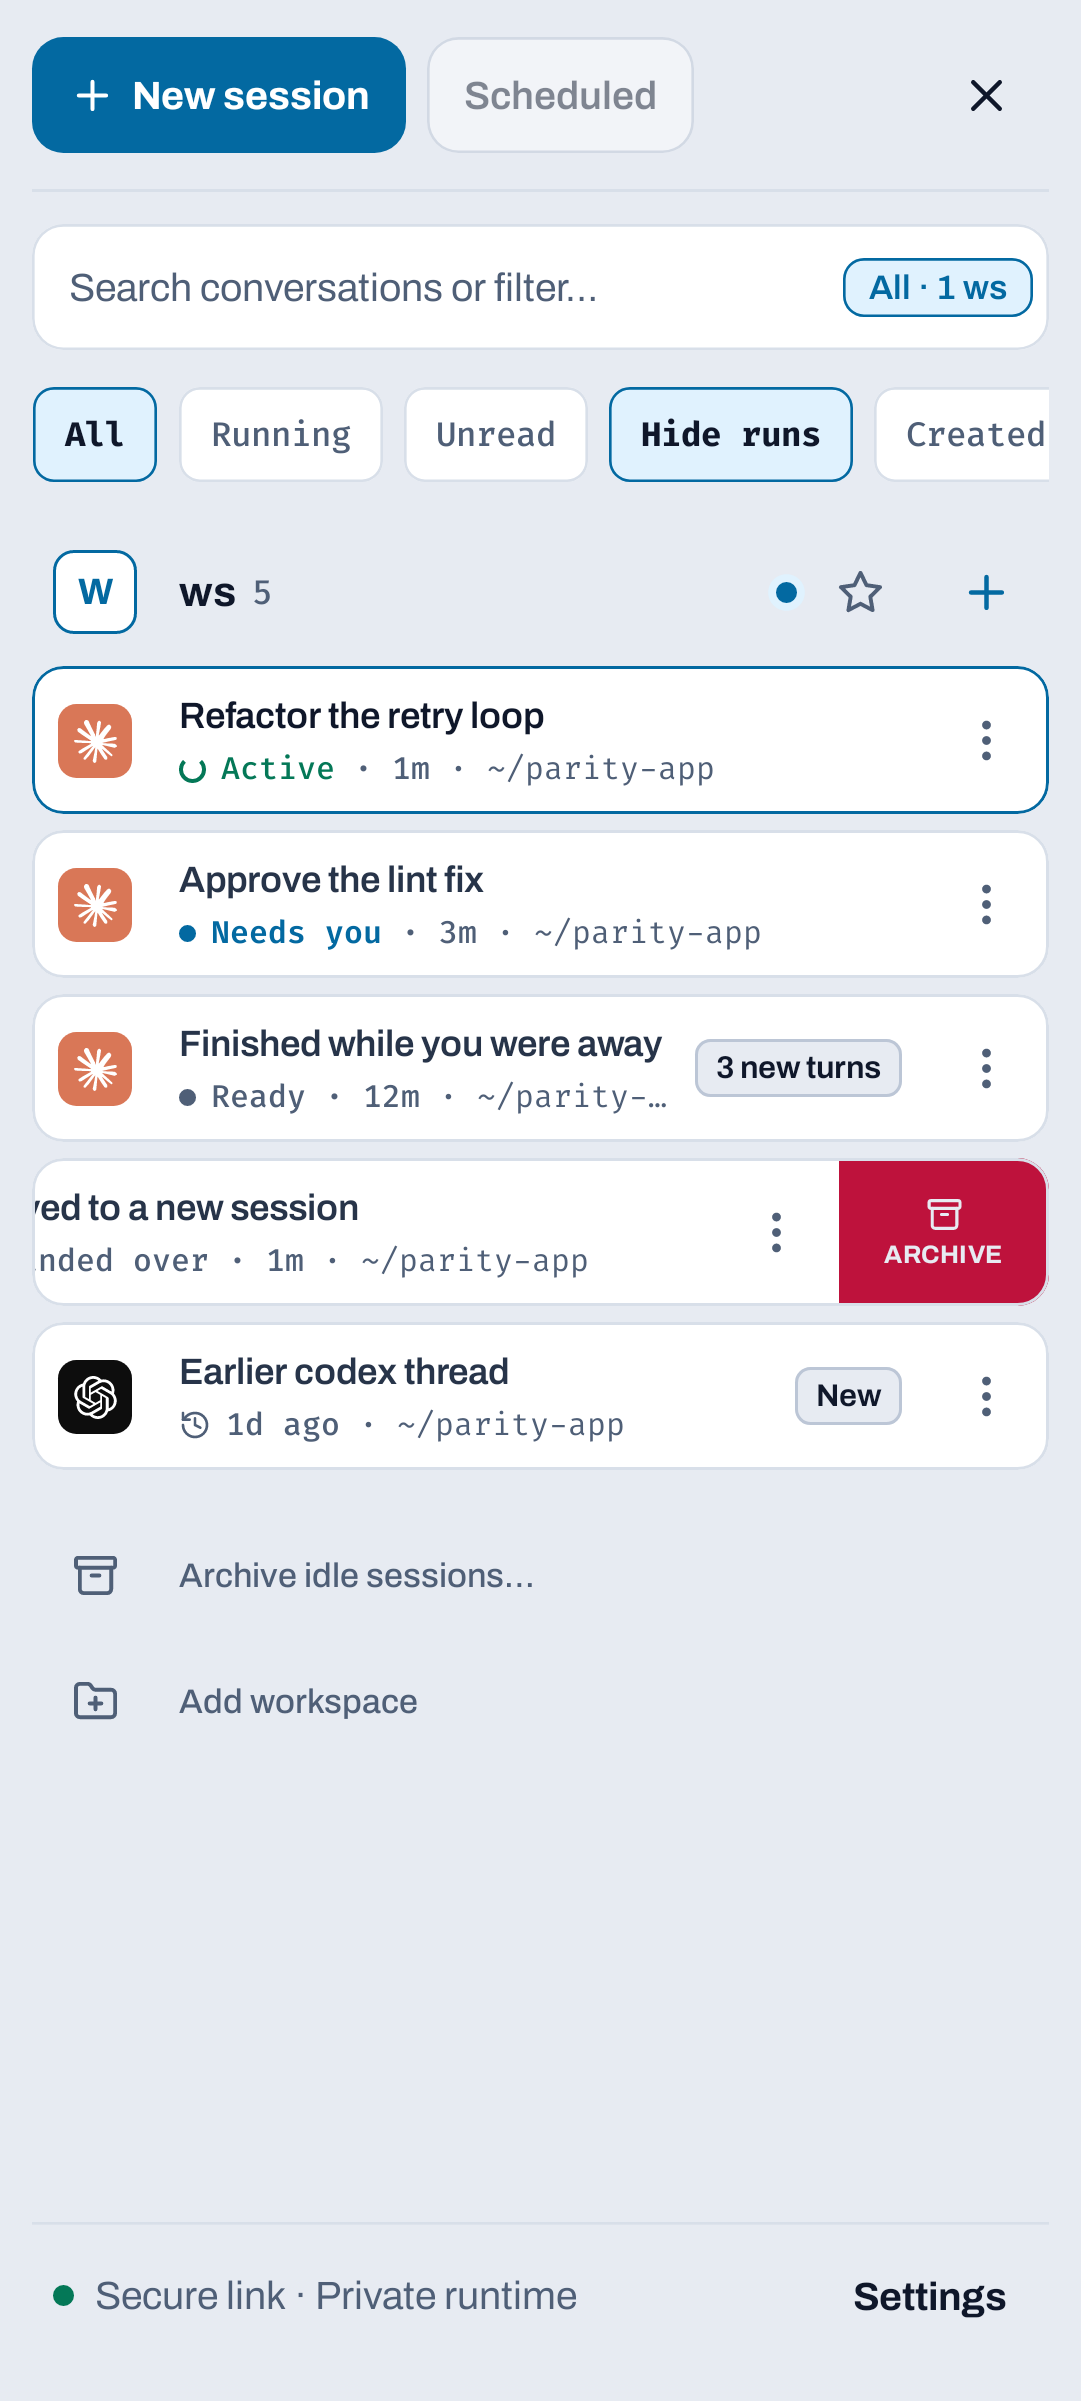 New session
Scheduled
Search conversations or filter...
All · 1 ws
All
Running
Unread
Hide runs
Created
W
ws 5
Refactor the retry loop
Active · 1m · ~/parity-app
Approve the lint fix
Needs you · 3m · ~/parity-app
Finished while you were away
3 new turns
Ready · 12m · ~/parity-…
ved to a new session
nded over · 1m · ~/parity-app
ARCHIVE
Earlier codex thread
New
1d ago · ~/parity-app
Archive idle sessions...
Add workspace
Secure link · Private runtime
Settings